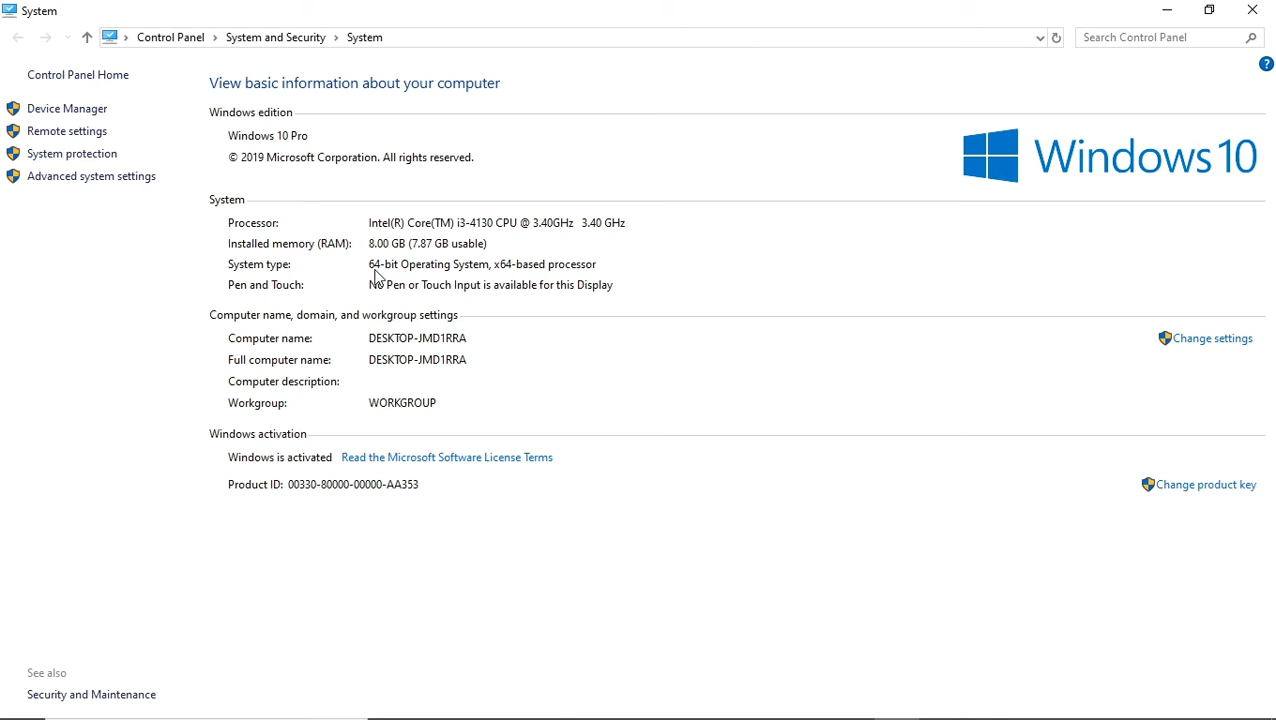 System
Control Panel › System and Security › System
Search Control Panel
Control Panel Home
Device Manager
Remote settings
System protection
Advanced system settings
View basic information about your computer
Windows edition
Windows 10 Pro
© 2019 Microsoft Corporation. All rights reserved.
Windows 10
System
Processor: Intel(R) Core(TM) i3-4130 CPU @ 3.40GHz 3.40 GHz
Installed memory (RAM): 8.00 GB (7.87 GB usable)
System type: 64-bit Operating System, x64-based processor
Pen and Touch: No Pen or Touch Input is available for this Display
Computer name, domain, and workgroup settings
Computer name: DESKTOP-JMD1RRA
Change settings
Full computer name: DESKTOP-JMD1RRA
Computer description:
Workgroup: WORKGROUP
Windows activation
Windows is activated Read the Microsoft Software License Terms
Product ID: 00330-80000-00000-AA353
Change product key
See also
Security and Maintenance